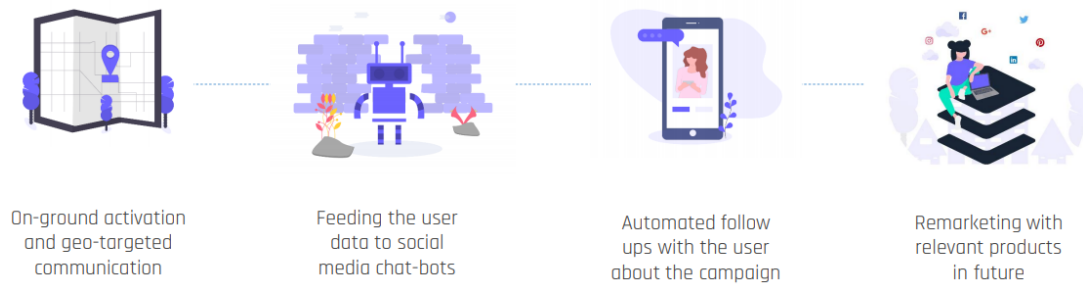 On-ground activation
and geo-targeted
communication
Feeding the user
data to social
media chat-bots
Automated follow
ups with the user
about the campaign
Remarketing with
relevant products
in future